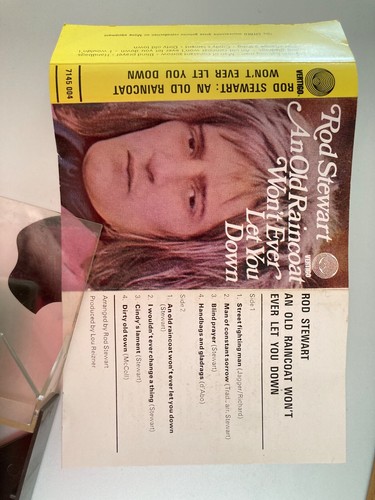 VERTIGO
ROD STEWART: AN OLD RAINCOAT
WON'T EVER LET YOU DOWN
7145 004
Rod Stewart
An Old Raincoat
Won't Ever
Let You
Down
VERTIGO
ROD STEWART
AN OLD RAINCOAT WON'T
EVER LET YOU DOWN
Side 1
1. Street fighting man (Jagger/Richard)
2. Man of constant sorrow (Trad. arr. Stewart)
3. Blind prayer (Stewart)
4. Handbags and gladrags (d'Abo)
Side 2
1. An old raincoat won't ever let you down
(Stewart)
2. I wouldn't ever change a thing (Stewart)
3. Cindy's lament (Stewart)
4. Dirty old town (McColl)
Arranged by Rod Stewart
Produced by Lou Reizner